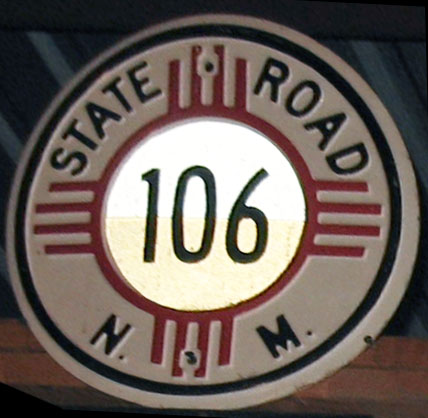 STATE ROAD
106
N. M.